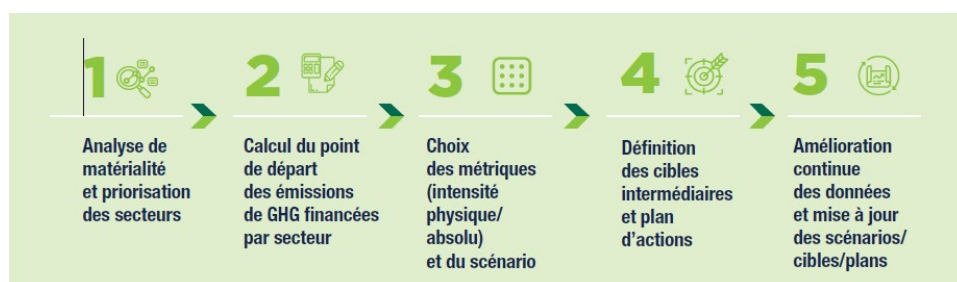 1
Analyse de
matérialité
et priorisation
des secteurs
2
Calcul du point
de départ
des émissions
de GHG financées
par secteur
3
Choix
des métriques
(intensité
physique/
absolu)
et du scénario
4
Définition
des cibles
intermédiaires
et plan
d'actions
5
Amélioration
continue
des données
et mise à jour
des scénarios/
cibles/plans